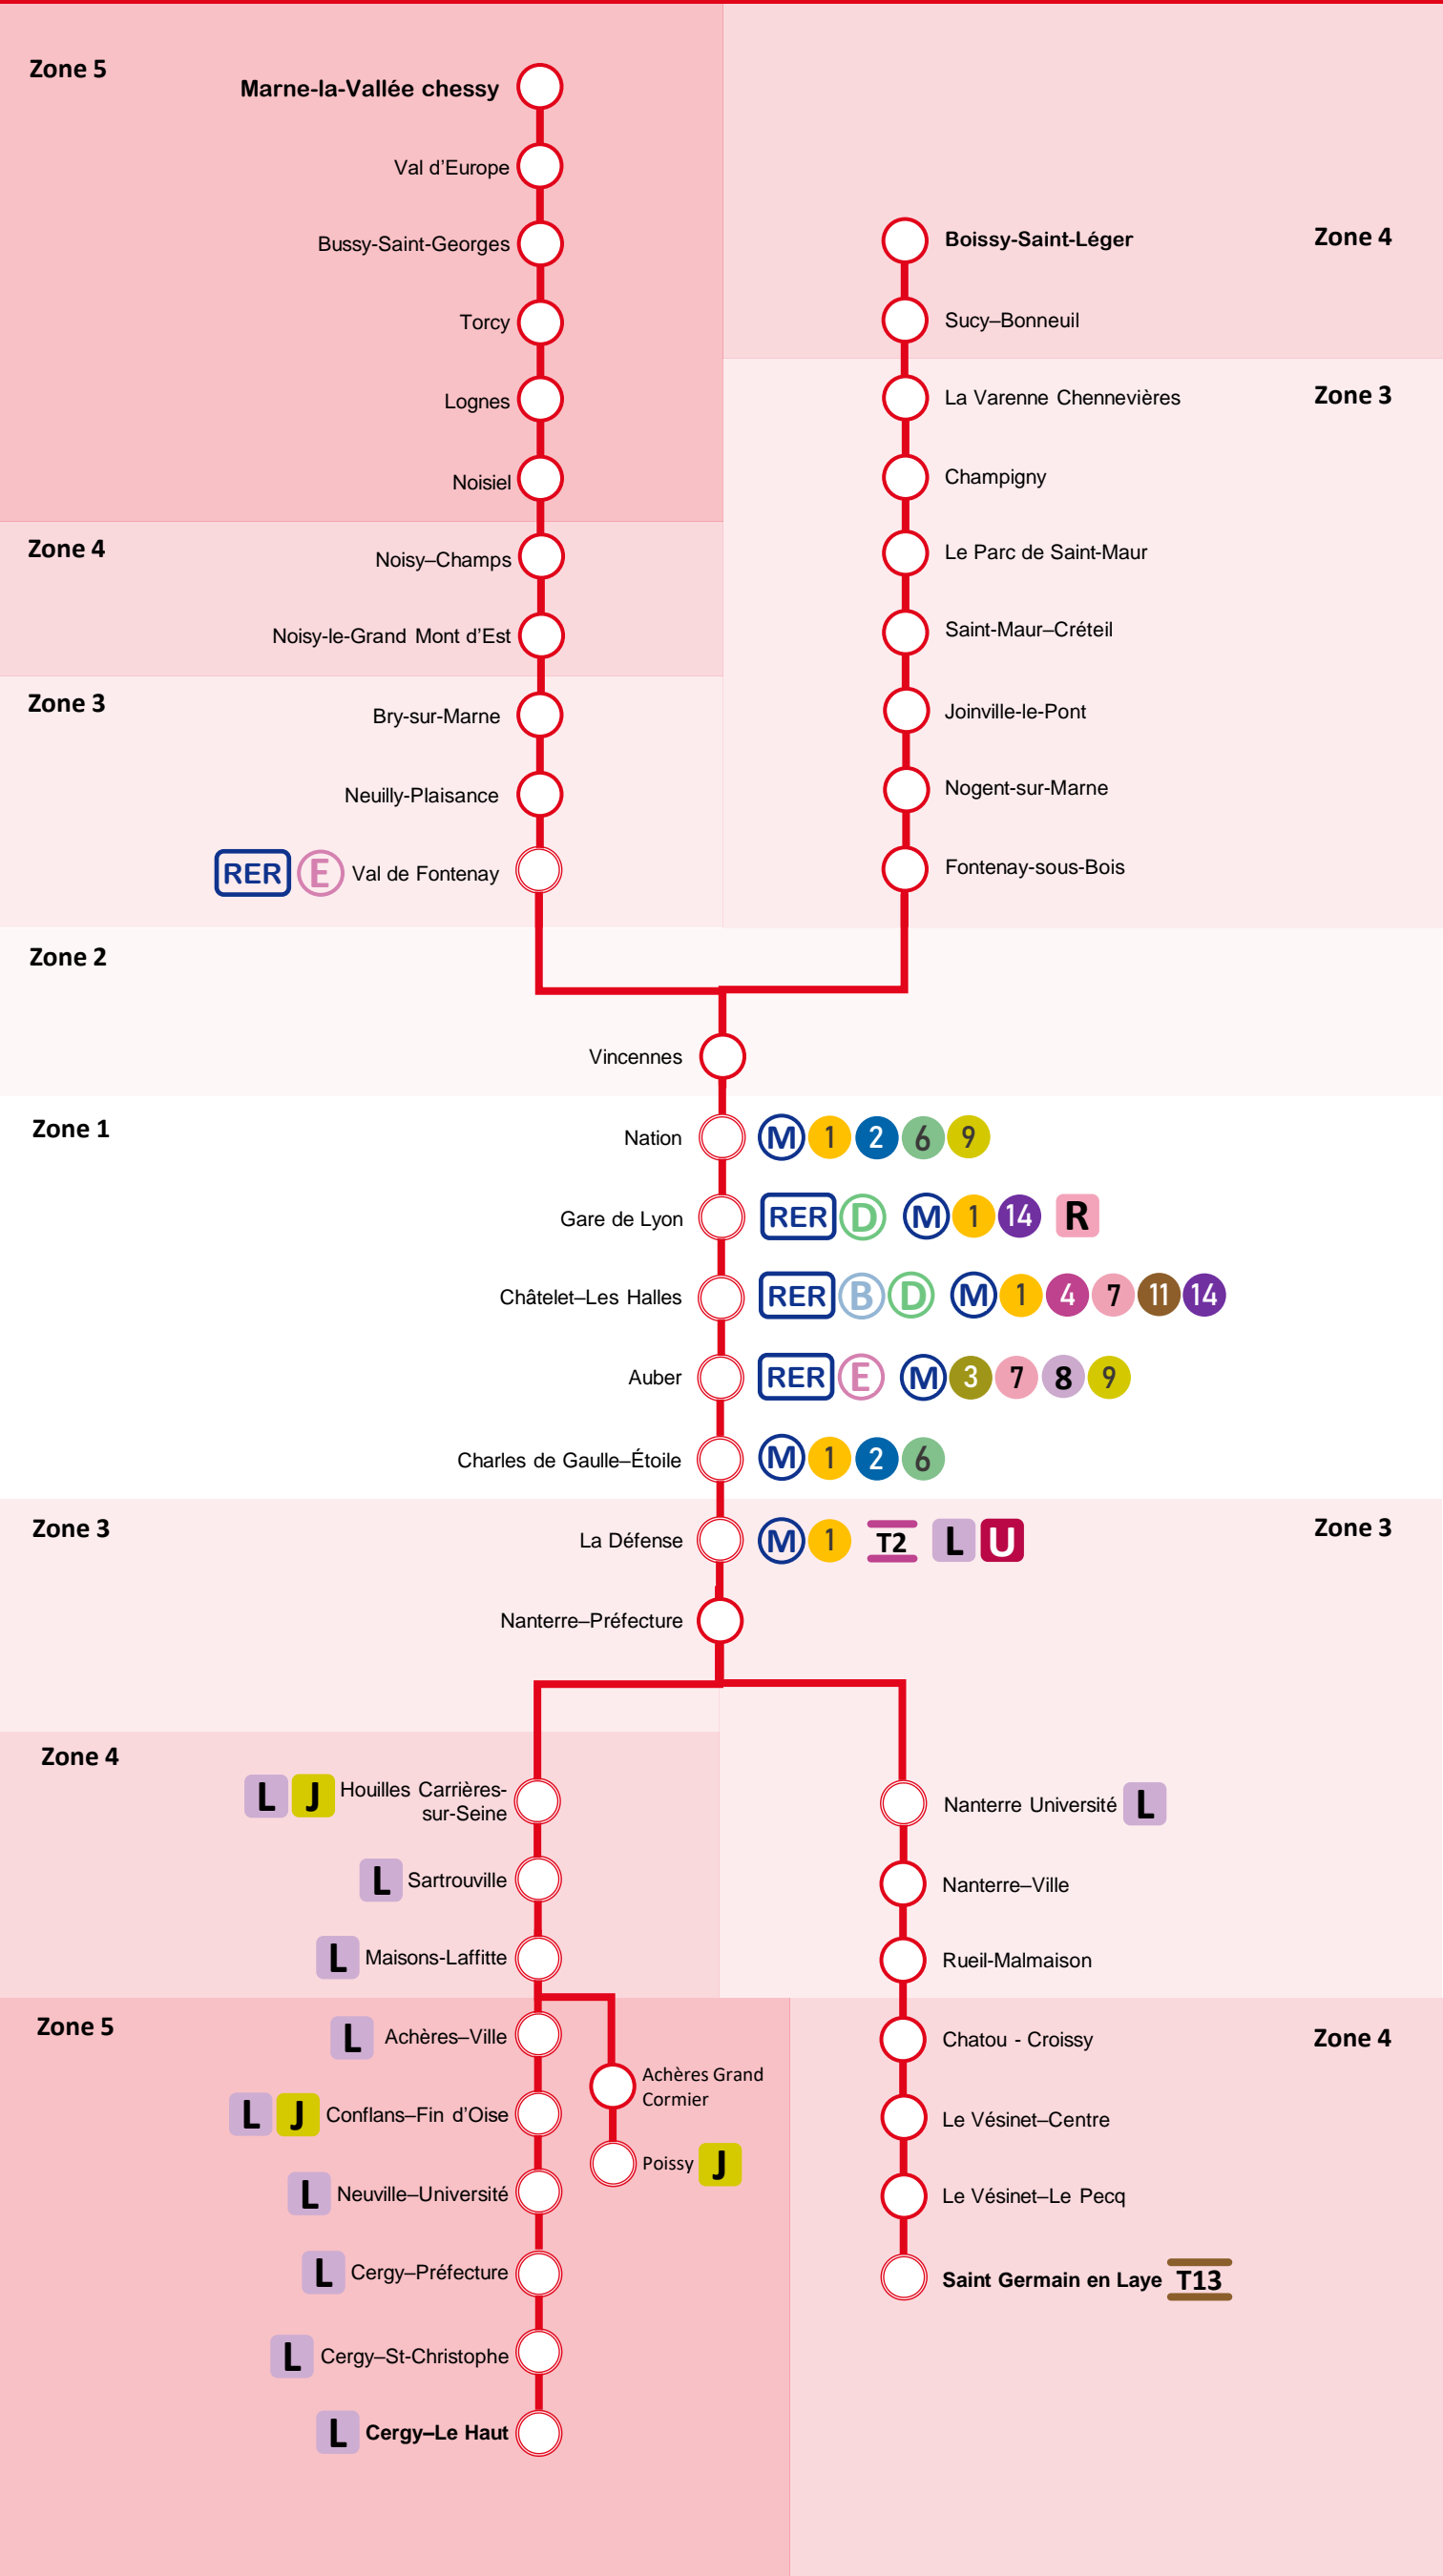 Zone 5
Marne-la-Vallée chessy
Val d’Europe
Bussy-Saint-Georges
Torcy
Lognes
Noisiel
Zone 4
Noisy–Champs
Noisy-le-Grand Mont d’Est
Zone 3
Bry-sur-Marne
Neuilly-Plaisance
RER E Val de Fontenay
Boissy-Saint-Léger Zone 4
Sucy–Bonneuil
La Varenne Chennevières Zone 3
Champigny
Le Parc de Saint-Maur
Saint-Maur–Créteil
Joinville-le-Pont
Nogent-sur-Marne
Fontenay-sous-Bois
Zone 2
Vincennes
Zone 1
Nation M 1 2 6 9
Gare de Lyon RER D M 1 14 R
Châtelet–Les Halles RER B D M 1 4 7 11 14
Auber RER E M 3 7 8 9
Charles de Gaulle–Étoile M 1 2 6
Zone 3 Zone 3
La Défense M 1 T2 L U
Nanterre–Préfecture
Zone 4
L J Houilles Carrières-
sur-Seine
L Sartrouville
L Maisons-Laffitte
Zone 5
L Achères–Ville
L J Conflans–Fin d’Oise
L Neuville–Université
L Cergy–Préfecture
L Cergy–St-Christophe
L Cergy–Le Haut
Achères Grand
Cormier
Poissy J
Nanterre Université L
Nanterre–Ville
Rueil-Malmaison
Chatou - Croissy Zone 4
Le Vésinet–Centre
Le Vésinet–Le Pecq
Saint Germain en Laye T13